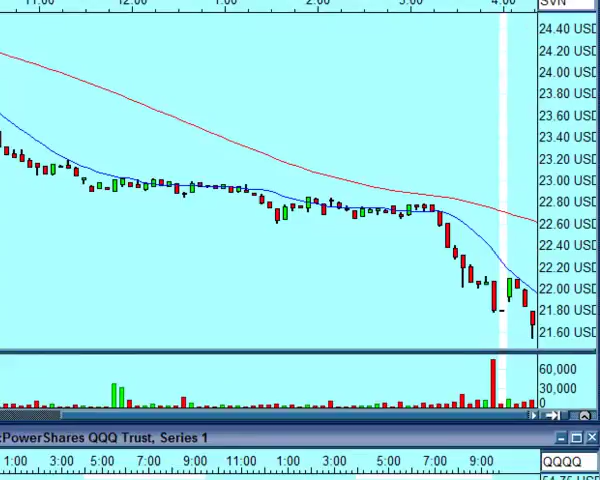 11:00 12:00 1:00 2:00 3:00 4:00 SVN
24.40 USD
24.20 USD
24.00 USD
23.80 USD
23.60 USD
23.40 USD
23.20 USD
23.00 USD
22.80 USD
22.60 USD
22.40 USD
22.20 USD
22.00 USD
21.80 USD
21.60 USD
60,000
30,000
0
:PowerShares QQQ Trust, Series 1
1:00 3:00 5:00 7:00 9:00 11:00 1:00 3:00 5:00 7:00 9:00 QQQQ